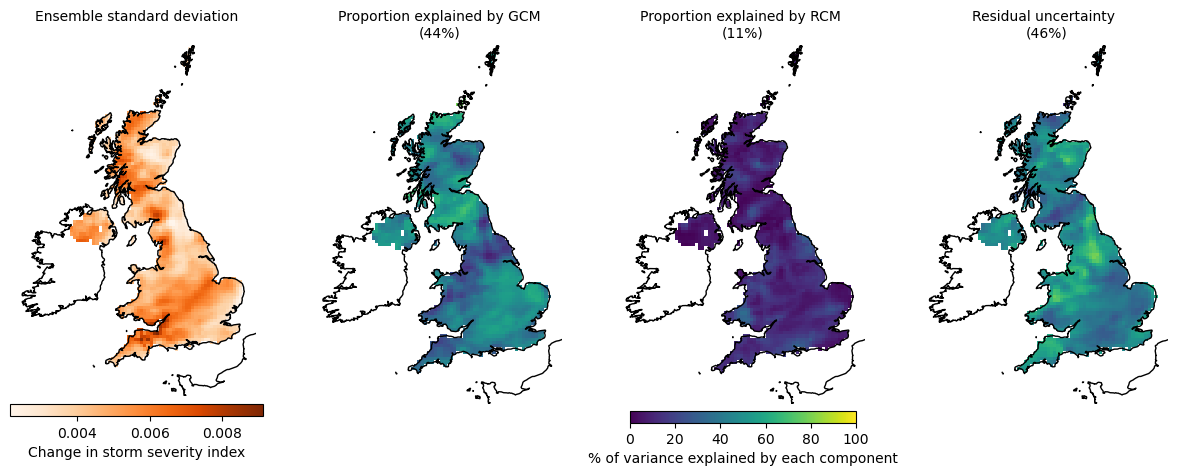 Ensemble standard deviation
Proportion explained by GCM
(44%)
Proportion explained by RCM
(11%)
Residual uncertainty
(46%)
0.004 0.006 0.008
Change in storm severity index
0 20 40 60 80 100
% of variance explained by each component